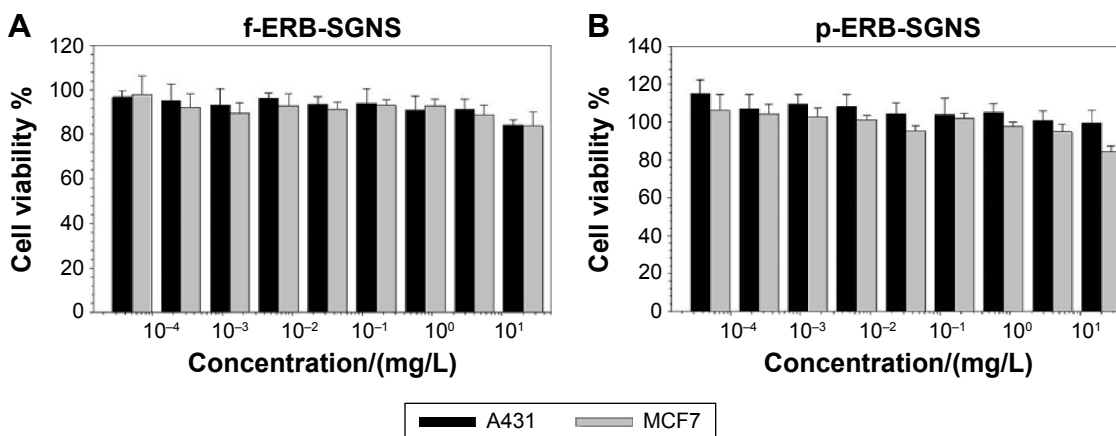 A
f-ERB-SGNS
Cell viability %
120
100
80
60
40
20
0
10⁻⁴ 10⁻³ 10⁻² 10⁻¹ 10⁰ 10¹
Concentration/(mg/L)
B
p-ERB-SGNS
Cell viability %
140
120
100
80
60
40
20
0
10⁻⁴ 10⁻³ 10⁻² 10⁻¹ 10⁰ 10¹
Concentration/(mg/L)
A431 MCF7